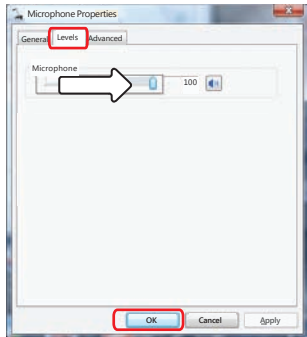 Microphone Properties
General Levels Advanced
Microphone
100
OK Cancel Apply